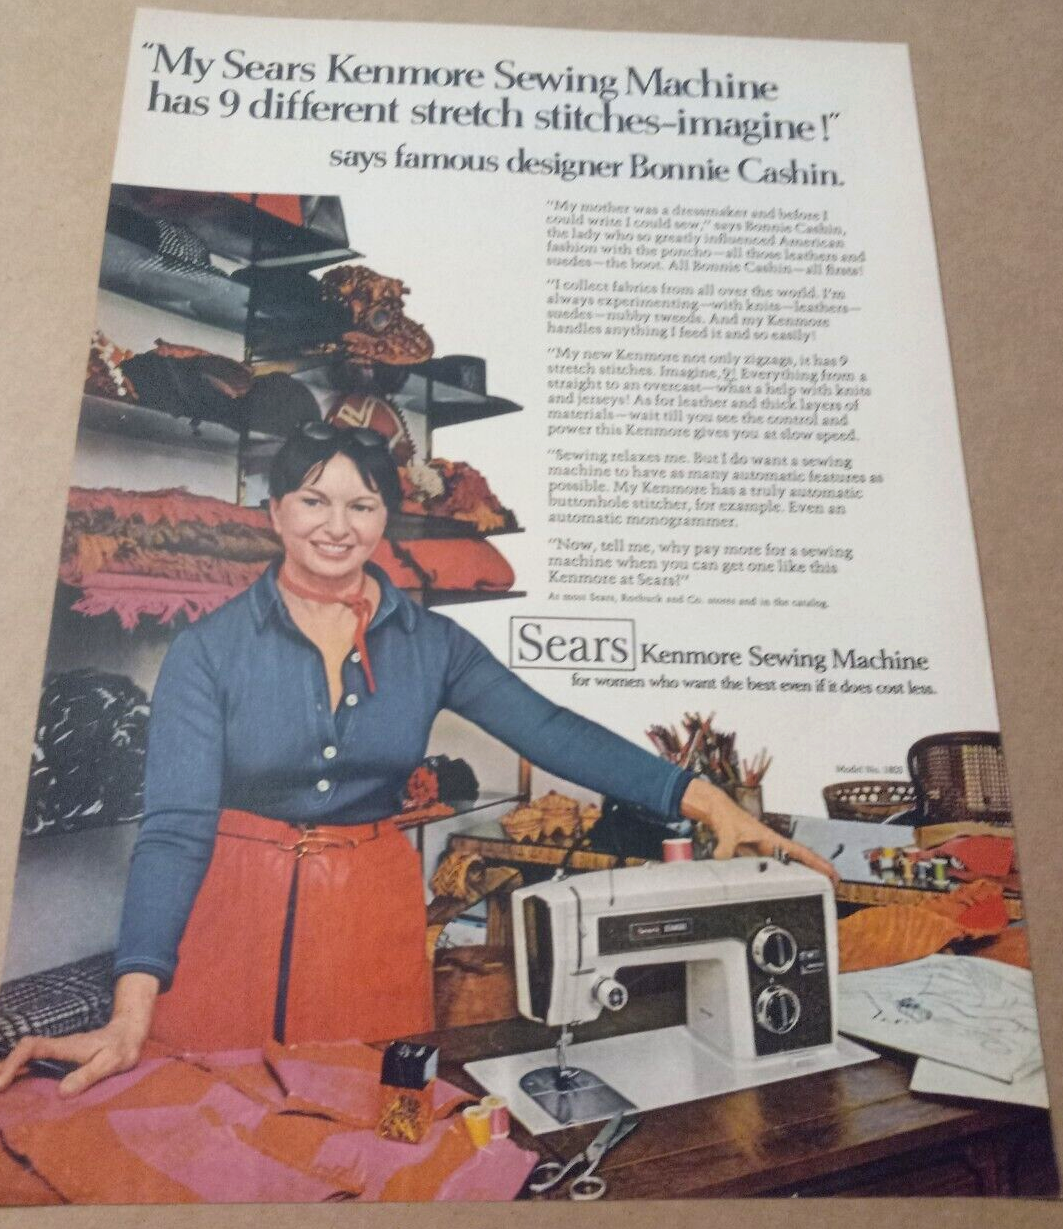 “My Sears Kenmore Sewing Machine
has 9 different stretch stitches–imagine!”
says famous designer Bonnie Cashin.
“My mother was a dressmaker and before I
could write I could sew,” says Bonnie Cashin,
the lady who so greatly influenced American
fashion with the poncho—all those leathers and
suedes—the boot. All Bonnie Cashin—all firsts!
“I collect fabrics from all over the world. I’m
always experimenting—with knits—leathers—
suedes—nubby tweeds. And my Kenmore
handles anything I feed it and so easily!
“My new Kenmore not only zigzags, it has 9
stretch stitches. Imagine, 9! Everything from a
straight to an overcast—what a help with knits
and jerseys! As for leather and thick layers of
materials—wait till you see the control and
power this Kenmore gives you at slow speed.
“Sewing relaxes me. But I do want a sewing
machine to have as many automatic features as
possible. My Kenmore has a truly automatic
buttonhole stitcher, for example. Even an
automatic monogrammer.
“Now, tell me, why pay more for a sewing
machine when you can get one like this
Kenmore at Sears!”
At most Sears, Roebuck and Co. stores and in the catalog.
Sears Kenmore Sewing Machine
for women who want the best even if it does cost less.
Model No.
Sears